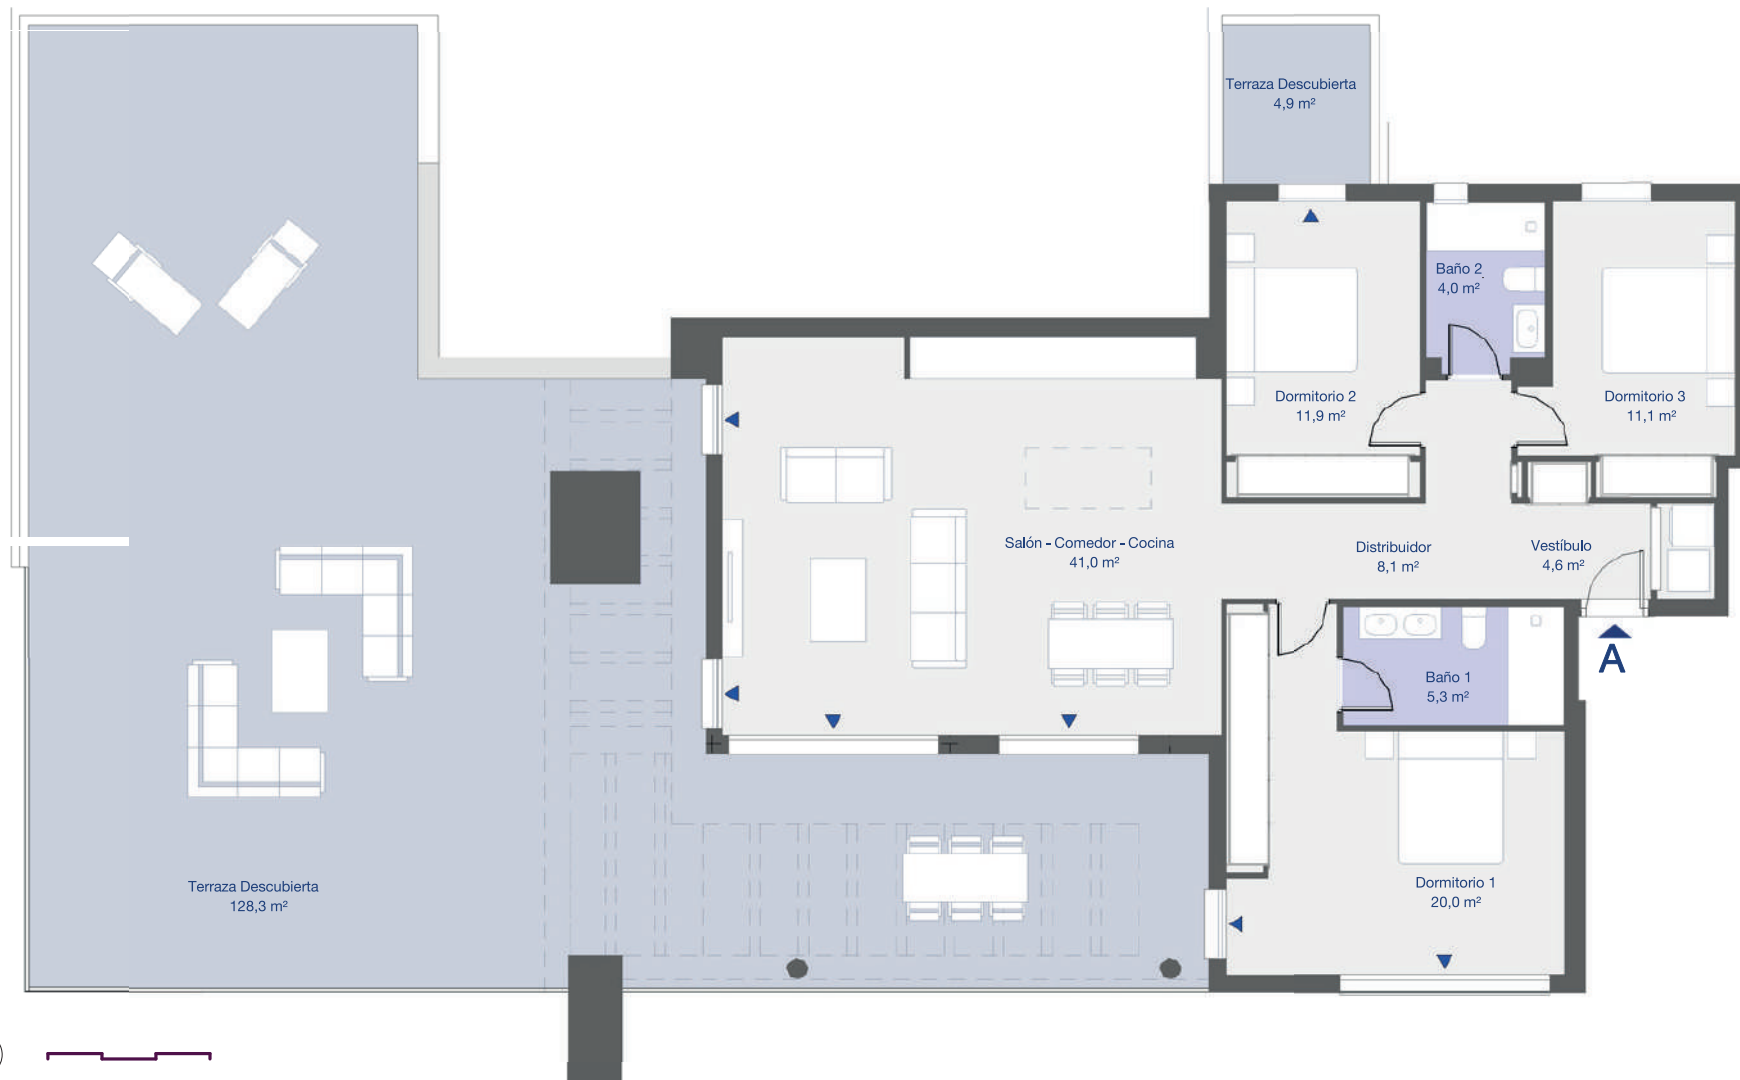 Terraza Descubierta
4,9 m²
Baño 2
4,0 m²
Dormitorio 2
11,9 m²
Dormitorio 3
11,1 m²
Salón - Comedor - Cocina
41,0 m²
Distribuidor
8,1 m²
Vestíbulo
4,6 m²
A
Baño 1
5,3 m²
Terraza Descubierta
128,3 m²
Dormitorio 1
20,0 m²